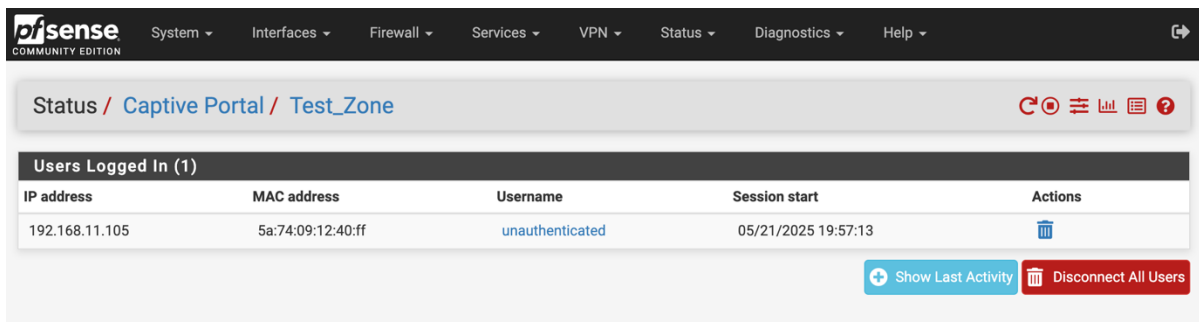 pfsense System Interfaces Firewall Services VPN Status Diagnostics Help
COMMUNITY EDITION
Status / Captive Portal / Test_Zone
Users Logged In (1)
IP address MAC address Username Session start Actions
192.168.11.105 5a:74:09:12:40:ff unauthenticated 05/21/2025 19:57:13
Show Last Activity Disconnect All Users